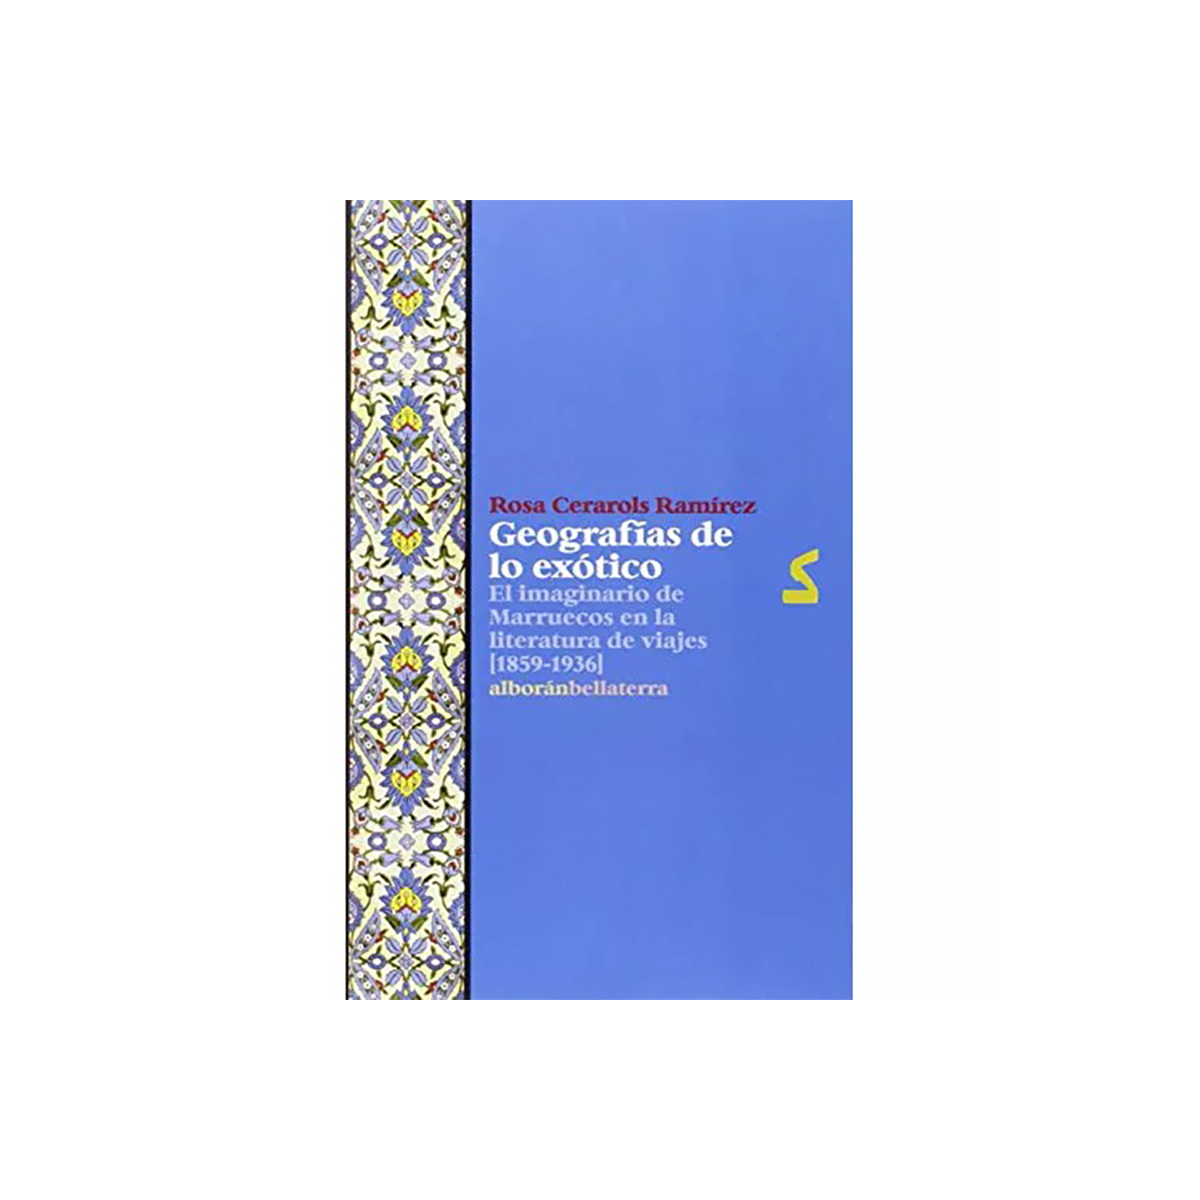 Rosa Cerarols Ramírez
Geografías de
lo exótico
El imaginario de
Marruecos en la
literatura de viajes
[1859-1936]
alboránbellaterra